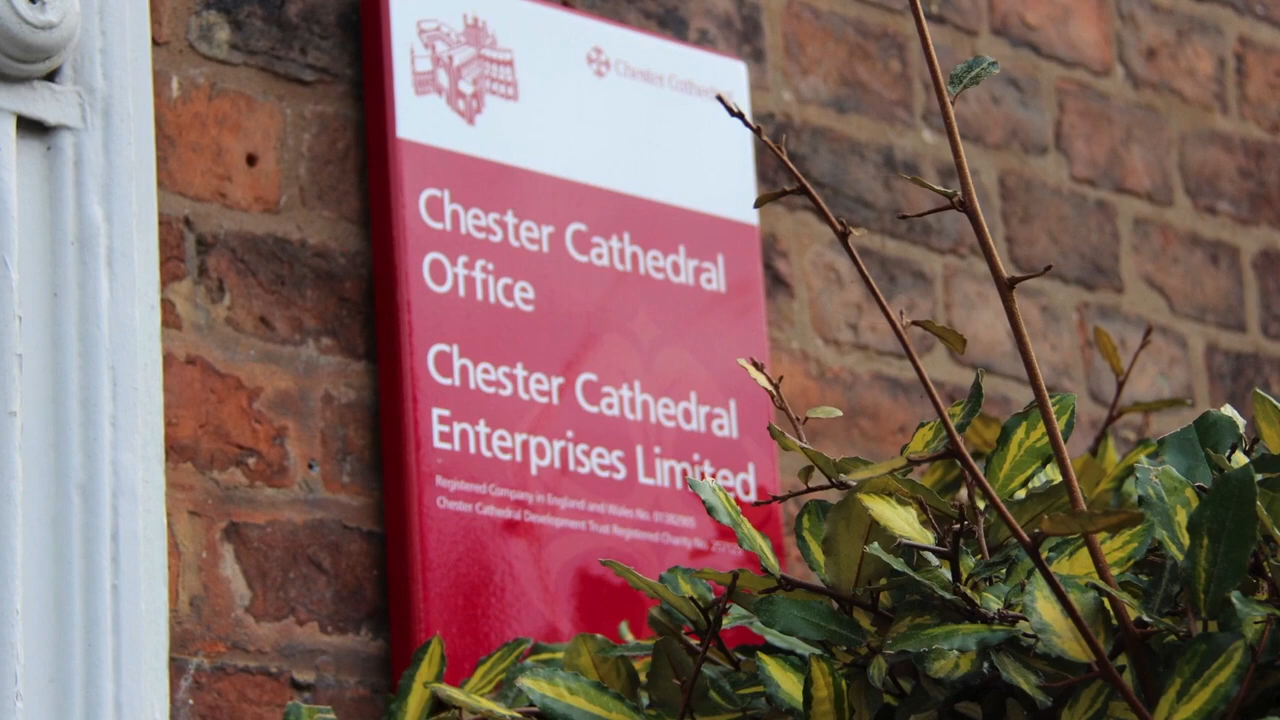 Chester Cathedral
Chester Cathedral
Office
Chester Cathedral
Enterprises Limited
Registered Company in England and Wales No. 01382905
Chester Cathedral Development Trust Registered Charity No.